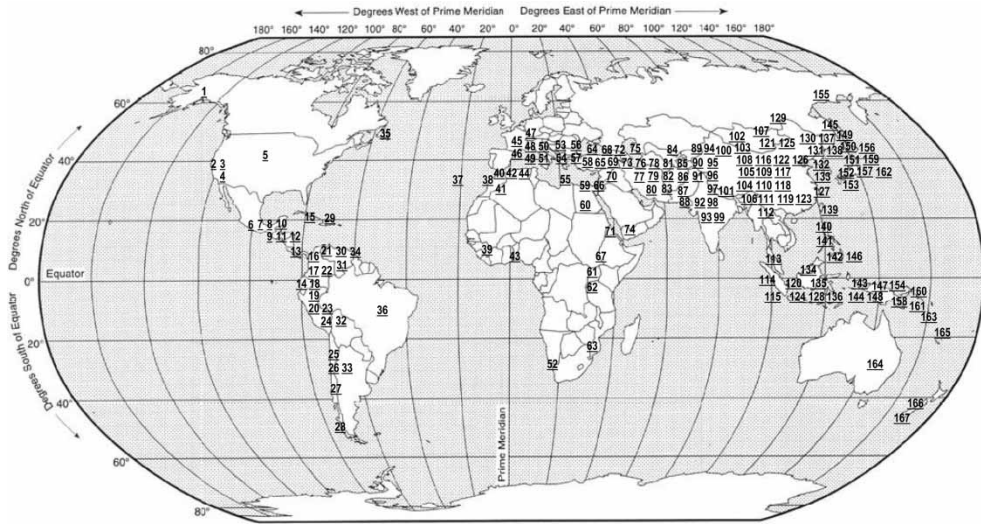 Degrees West of Prime Meridian Degrees East of Prime Meridian
180° 160° 140° 120° 100° 80° 60° 40° 20° 0° 20° 40° 60° 80° 100° 120° 140° 160° 180°
80°
155
1
60°
129
145
102 107
47
35
45 48 50 53 56 64 68 72 75 84 89 94 100 103 121 125 130 137 149
150 156
5
46 49 51 54 57 58 65 69 73 76 78 81 85 90 95 108 116 122 126 131 138
2 3 40° 151 159
132
4
40 42 44 70 77 79 82 86 91 96 105 109 117 133 152 157 162
37 38 41 55 59 66 80 83 87 97 101 104 110 118 127 153
60 88 92 98 106 111 119 123
15 29 93 99 112 139
20°
6 7 8 10
9 11 12
71 74 140
13 21 30 34 39 43 141
16 31 67 113 142 146
Degrees North of Equator
Equator
17 22 61 134
0°
14 18 62 114 120 135 143 147 154
19 115 124 128 136 144 148 158 160
20 23 36 161
24 32 163
20° 165
25 63
26 33 52 164
27
Degrees South of Equator
40° 166
167
28
Prime Meridian
60°
80°